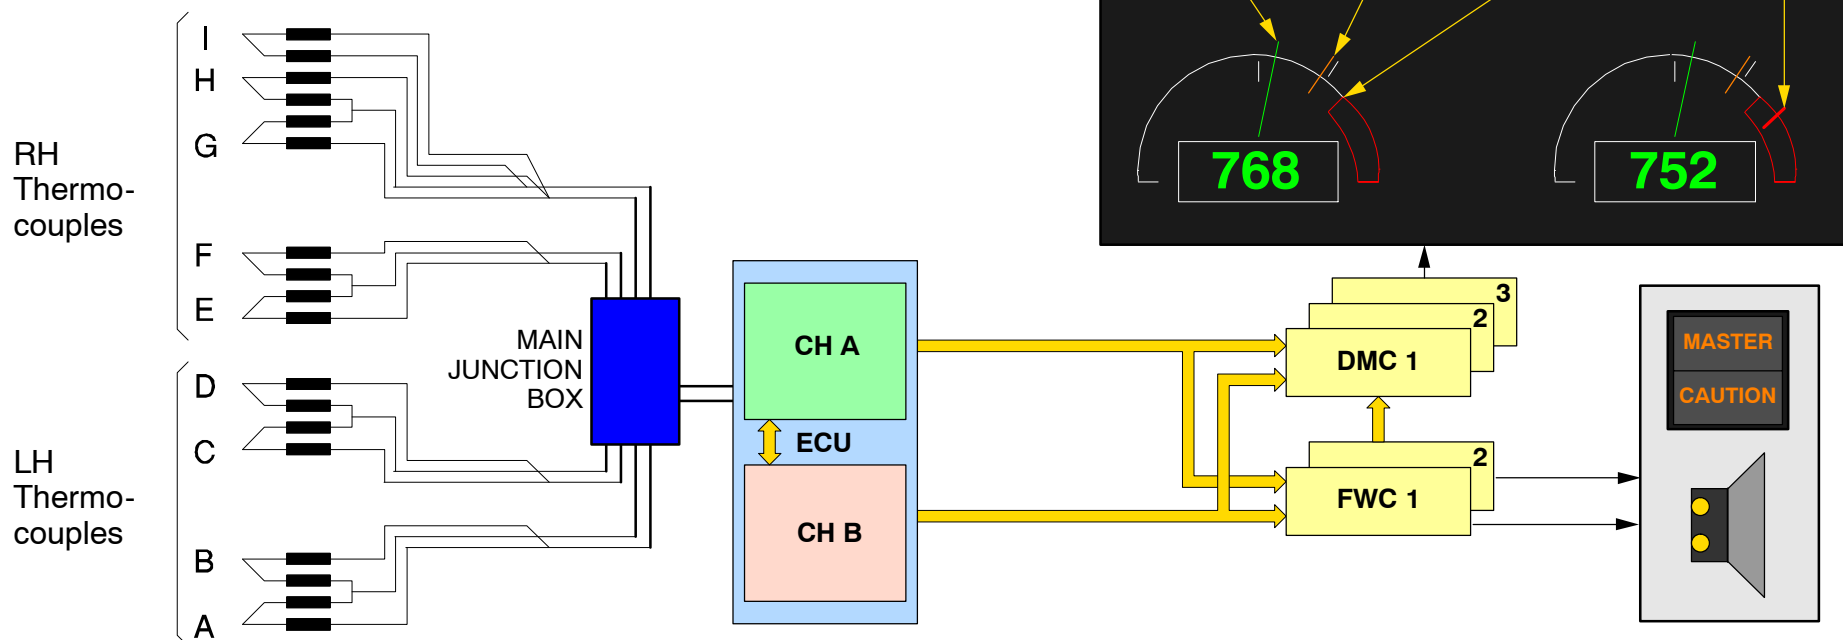 I
H
G
RH
Thermo-
couples
F
E
D
C
LH
Thermo-
couples
B
A
MAIN
JUNCTION
BOX
CH A
ECU
CH B
768
752
3
2
DMC 1
2
FWC 1
MASTER
CAUTION